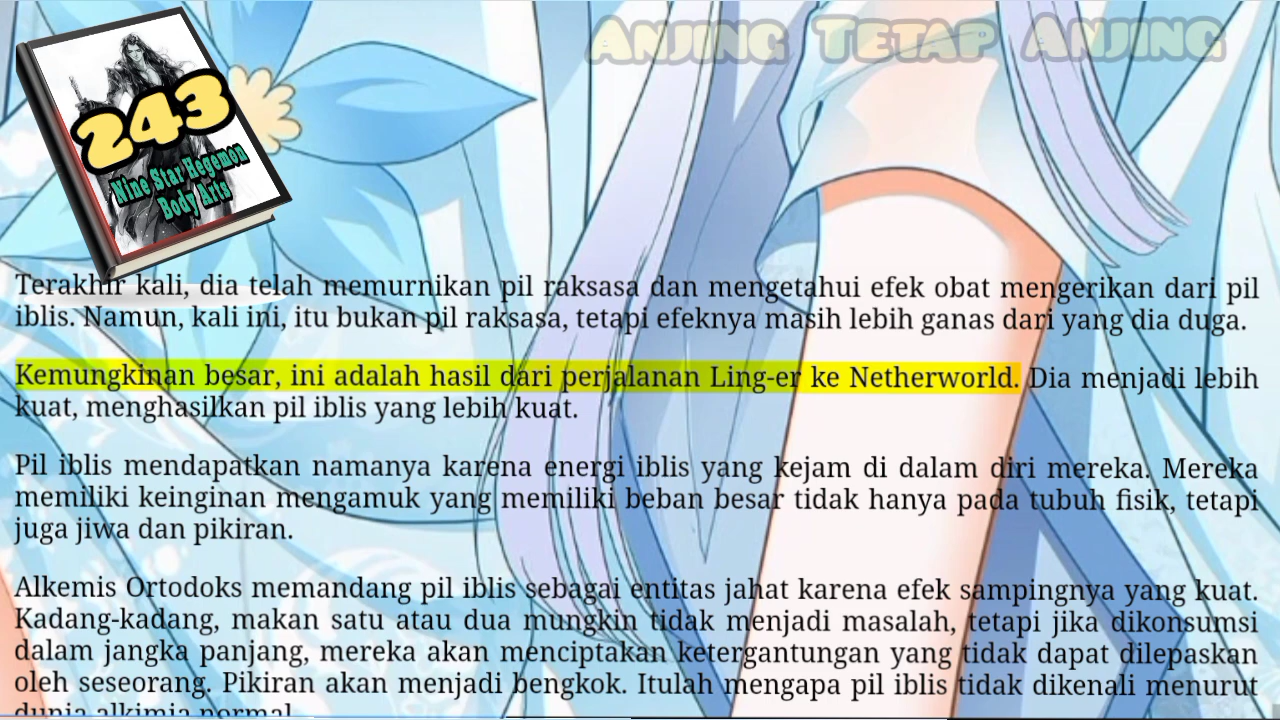 Anjing Tetap Anjing
243
Nine Star Hegemon
Body Arts
Terakhir kali, dia telah memurnikan pil raksasa dan mengetahui efek obat mengerikan dari pil
iblis. Namun, kali ini, itu bukan pil raksasa, tetapi efeknya masih lebih ganas dari yang dia duga.
Kemungkinan besar, ini adalah hasil dari perjalanan Ling-er ke Netherworld. Dia menjadi lebih
kuat, menghasilkan pil iblis yang lebih kuat.
Pil iblis mendapatkan namanya karena energi iblis yang kejam di dalam diri mereka. Mereka
memiliki keinginan mengamuk yang memiliki beban besar tidak hanya pada tubuh fisik, tetapi
juga jiwa dan pikiran.
Alkemis Ortodoks memandang pil iblis sebagai entitas jahat karena efek sampingnya yang kuat.
Kadang-kadang, makan satu atau dua mungkin tidak menjadi masalah, tetapi jika dikonsumsi
dalam jangka panjang, mereka akan menciptakan ketergantungan yang tidak dapat dilepaskan
oleh seseorang. Pikiran akan menjadi bengkok. Itulah mengapa pil iblis tidak dikenali menurut
dunia alkimia normal.